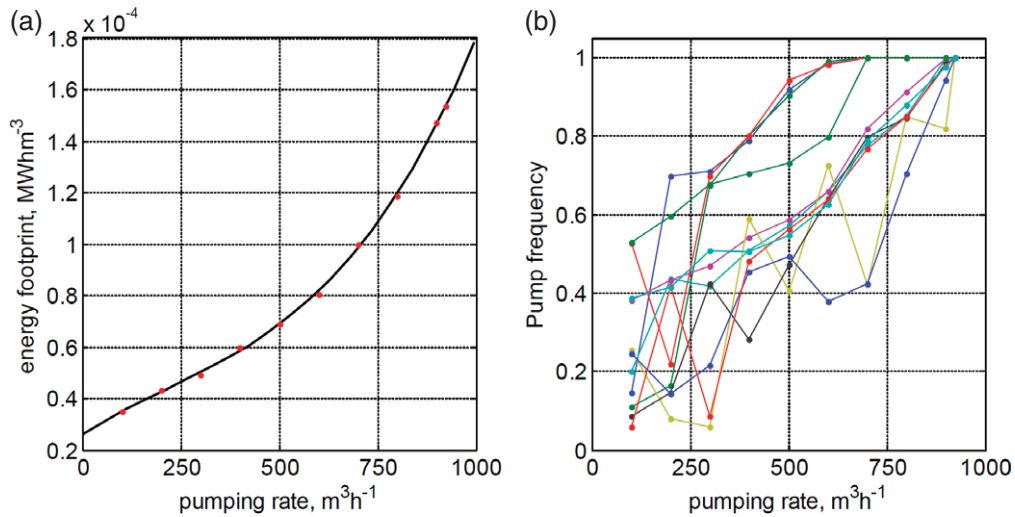 (a)
x 10⁻⁴
1.8
1.6
1.4
1.2
1
0.8
0.6
0.4
0.2
0 250 500 750 1000
energy footprint, MWhm⁻³
pumping rate, m³h⁻¹
(b)
1
0.8
0.6
0.4
0.2
0
0 250 500 750 1000
Pump frequency
pumping rate, m³h⁻¹